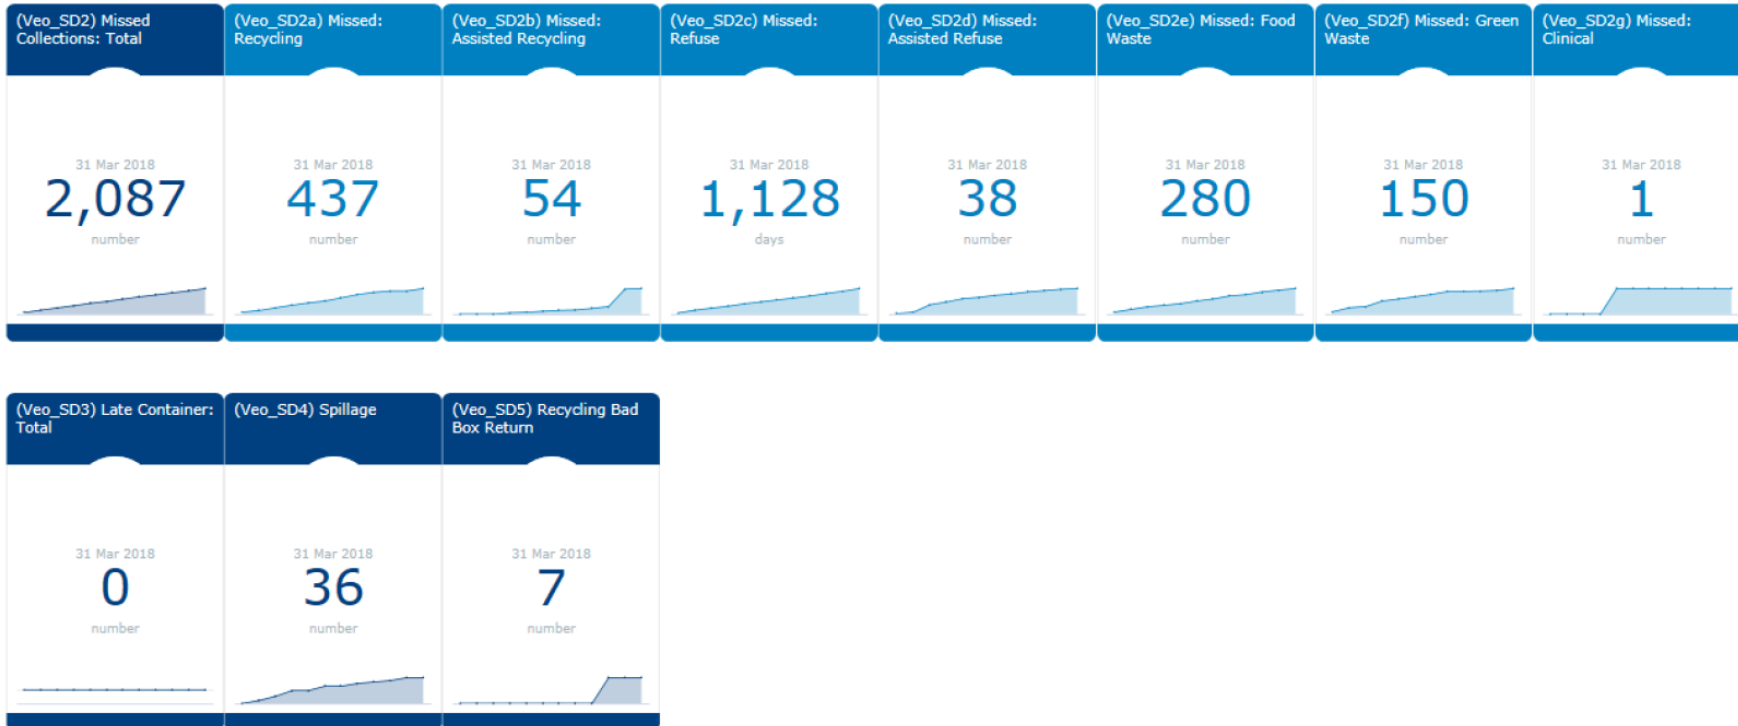 (Veo_SD2) Missed
Collections: Total
31 Mar 2018
2,087
number
(Veo_SD2a) Missed:
Recycling
31 Mar 2018
437
number
(Veo_SD2b) Missed:
Assisted Recycling
31 Mar 2018
54
number
(Veo_SD2c) Missed:
Refuse
31 Mar 2018
1,128
days
(Veo_SD2d) Missed:
Assisted Refuse
31 Mar 2018
38
number
(Veo_SD2e) Missed: Food
Waste
31 Mar 2018
280
number
(Veo_SD2f) Missed: Green
Waste
31 Mar 2018
150
number
(Veo_SD2g) Missed:
Clinical
31 Mar 2018
1
number
(Veo_SD3) Late Container:
Total
31 Mar 2018
0
number
(Veo_SD4) Spillage
31 Mar 2018
36
number
(Veo_SD5) Recycling Bad
Box Return
31 Mar 2018
7
number